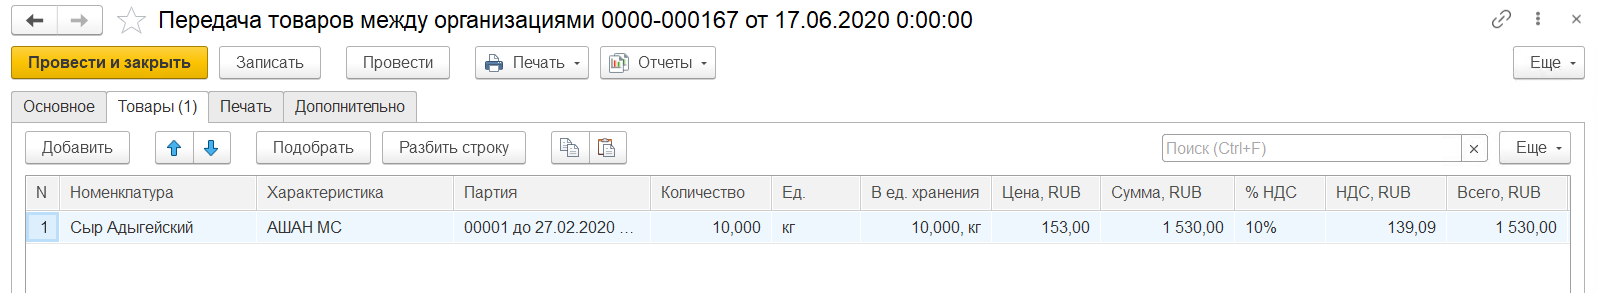 Передача товаров между организациями 0000-000167 от 17.06.2020 0:00:00
Провести и закрыть Записать Провести Печать Отчеты Еще
Основное Товары (1) Печать Дополнительно
Добавить Подобрать Разбить строку Поиск (Ctrl+F) × Еще
N Номенклатура Характеристика Партия Количество Ед. В ед. хранения Цена, RUB Сумма, RUB % НДС НДС, RUB Всего, RUB
1 Сыр Адыгейский АШАН МС 00001 до 27.02.2020 ... 10,000 кг 10,000, кг 153,00 1 530,00 10% 139,09 1 530,00